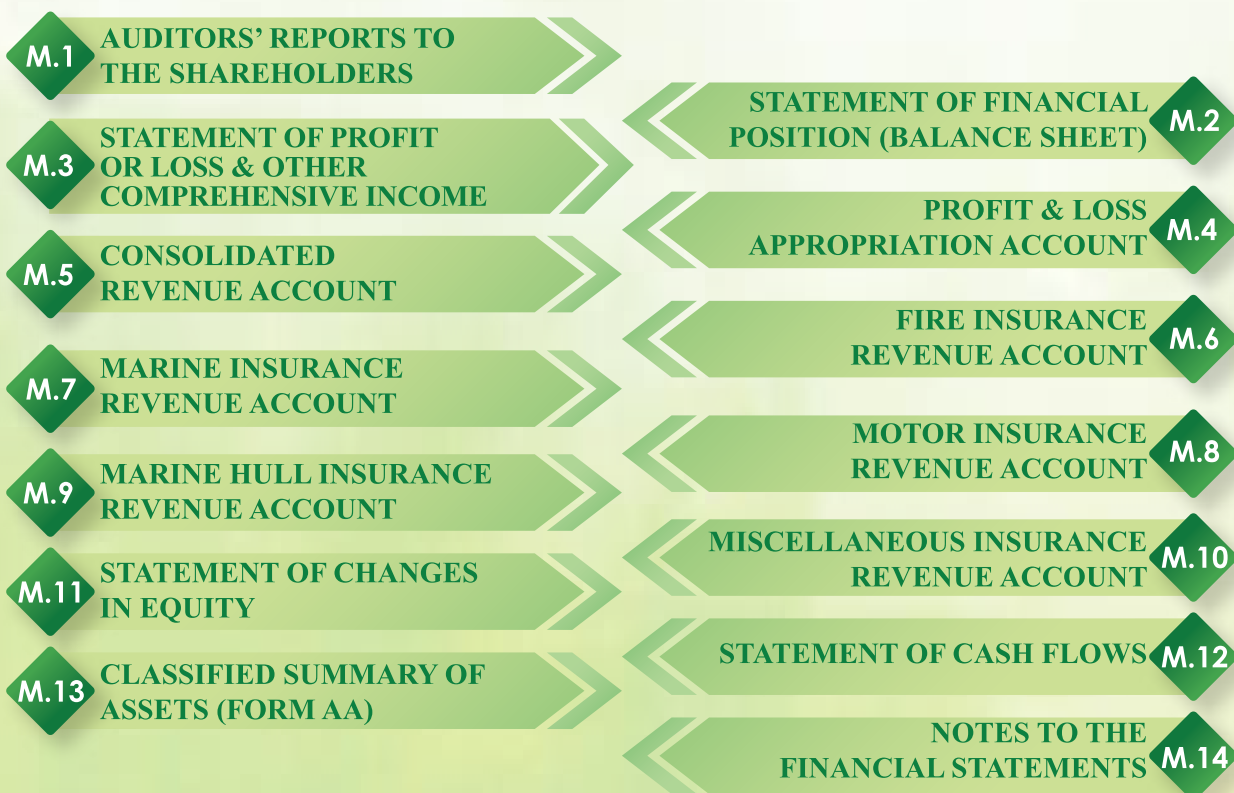 M.1
AUDITORS’ REPORTS TO
THE SHAREHOLDERS
M.2
STATEMENT OF FINANCIAL
POSITION (BALANCE SHEET)
M.3
STATEMENT OF PROFIT
OR LOSS & OTHER
COMPREHENSIVE INCOME
M.4
PROFIT & LOSS
APPROPRIATION ACCOUNT
M.5
CONSOLIDATED
REVENUE ACCOUNT
M.6
FIRE INSURANCE
REVENUE ACCOUNT
M.7
MARINE INSURANCE
REVENUE ACCOUNT
M.8
MOTOR INSURANCE
REVENUE ACCOUNT
M.9
MARINE HULL INSURANCE
REVENUE ACCOUNT
M.10
MISCELLANEOUS INSURANCE
REVENUE ACCOUNT
M.11
STATEMENT OF CHANGES
IN EQUITY
M.12
STATEMENT OF CASH FLOWS
M.13
CLASSIFIED SUMMARY OF
ASSETS (FORM AA)
M.14
NOTES TO THE
FINANCIAL STATEMENTS